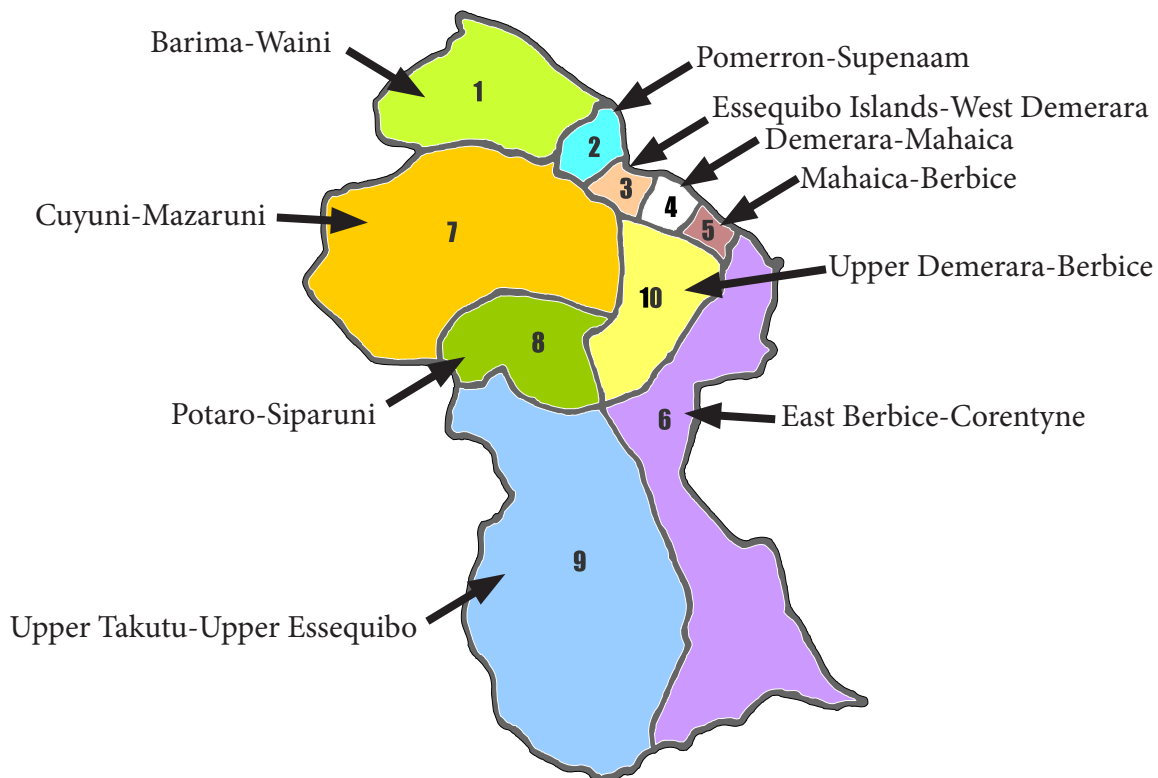 Barima-Waini
Pomerron-Supenaam
1
Essequibo Islands-West Demerara
2
Demerara-Mahaica
3
Mahaica-Berbice
4
Cuyuni-Mazaruni
5
7
Upper Demerara-Berbice
10
8
Potaro-Siparuni
6
East Berbice-Corentyne
9
Upper Takutu-Upper Essequibo